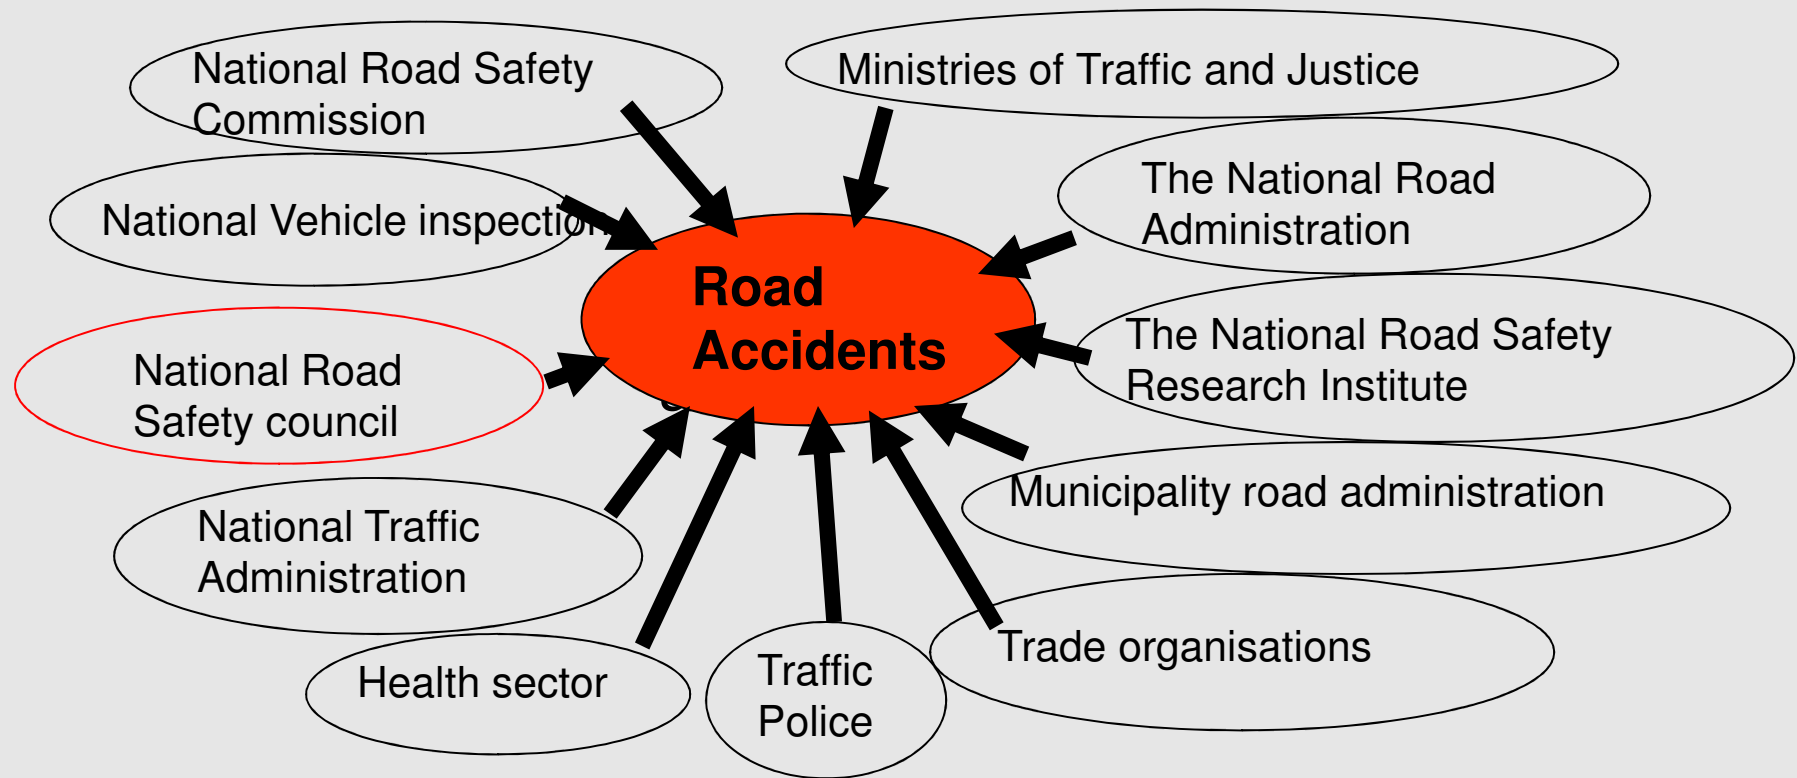 National Road Safety
Commission
Ministries of Traffic and Justice
National Vehicle inspection
The National Road
Administration
Road
Accidents
The National Road Safety
Research Institute
National Road
Safety council
Municipality road administration
National Traffic
Administration
Health sector
Traffic
Police
Trade organisations